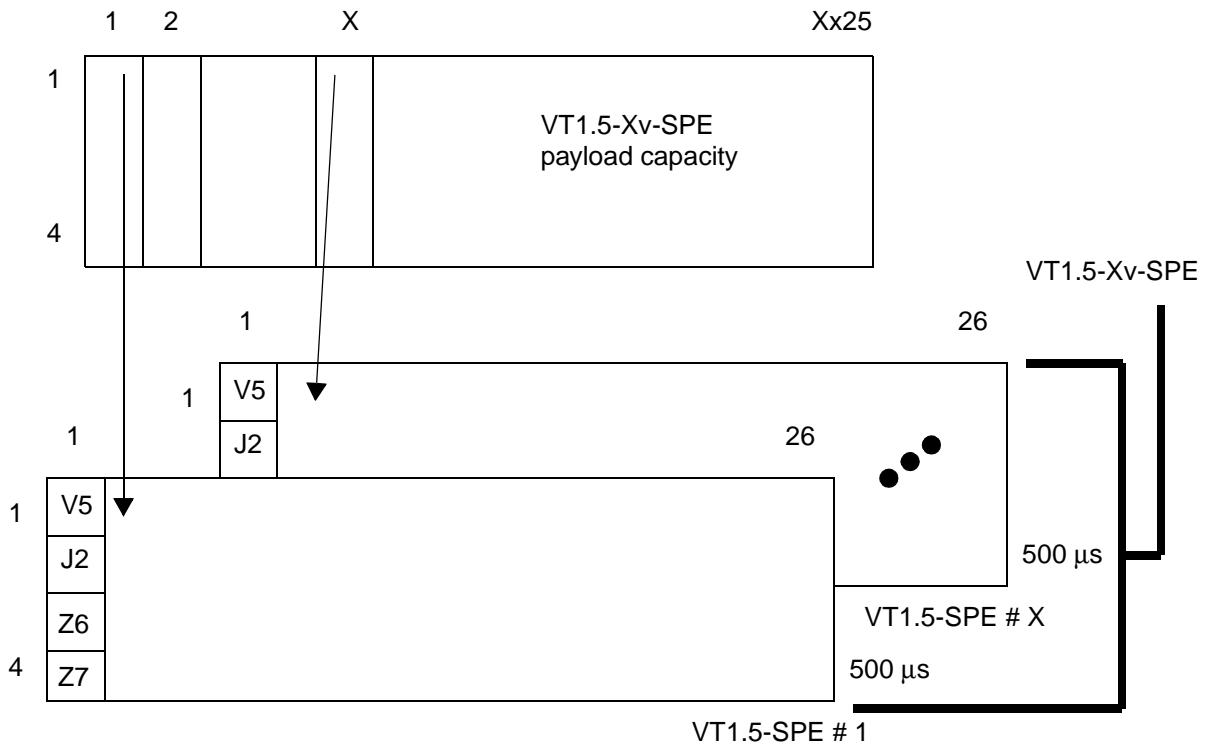 1 2 X Xx25
1
VT1.5-Xv-SPE
payload capacity
4
VT1.5-Xv-SPE
1 26
1 V5
J2
1 26
1 V5
J2
Z6
4 Z7
500 μs
VT1.5-SPE # X
500 μs
VT1.5-SPE # 1